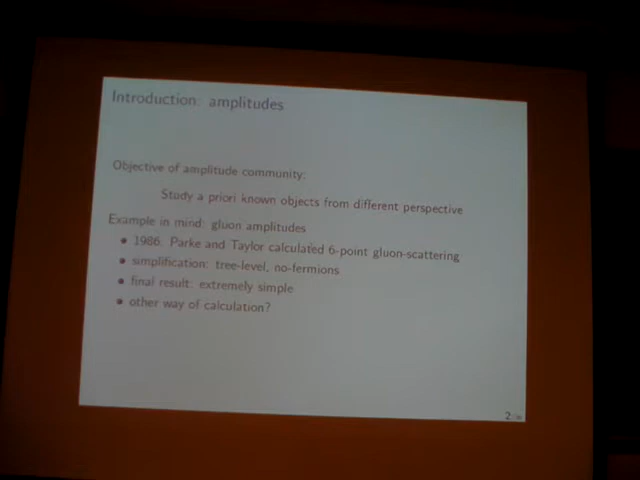 Introduction: amplitudes
Objective of amplitude community:
Study a priori known objects from different perspective
Example in mind: gluon amplitudes
• 1986: Parke and Taylor calculated 6-point gluon-scattering
• simplification: tree-level, no-fermions
• final result: extremely simple
• other way of calculation?
2/∞